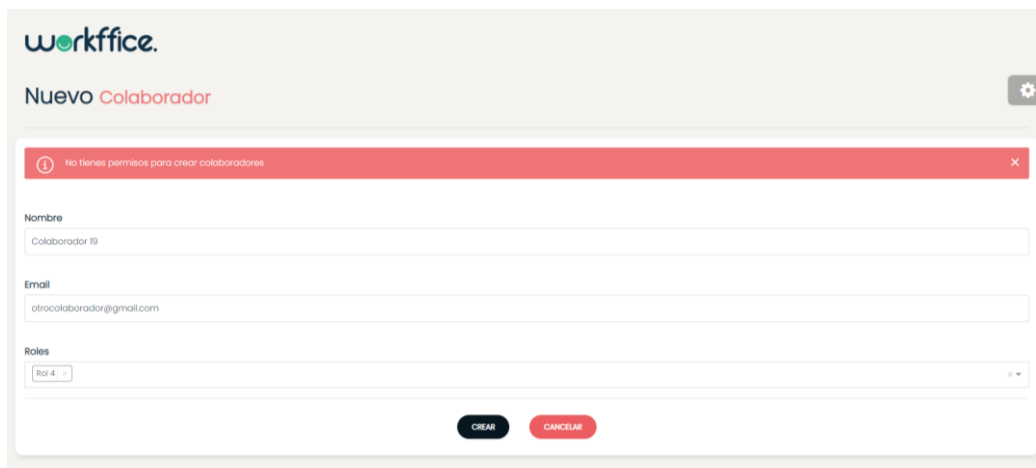 workffice.
Nuevo Colaborador
No tienes permisos para crear colaboradores
Nombre
Colaborador 19
Email
otrocolaborador@gmail.com
Roles
Rol 4
CREAR
CANCELAR